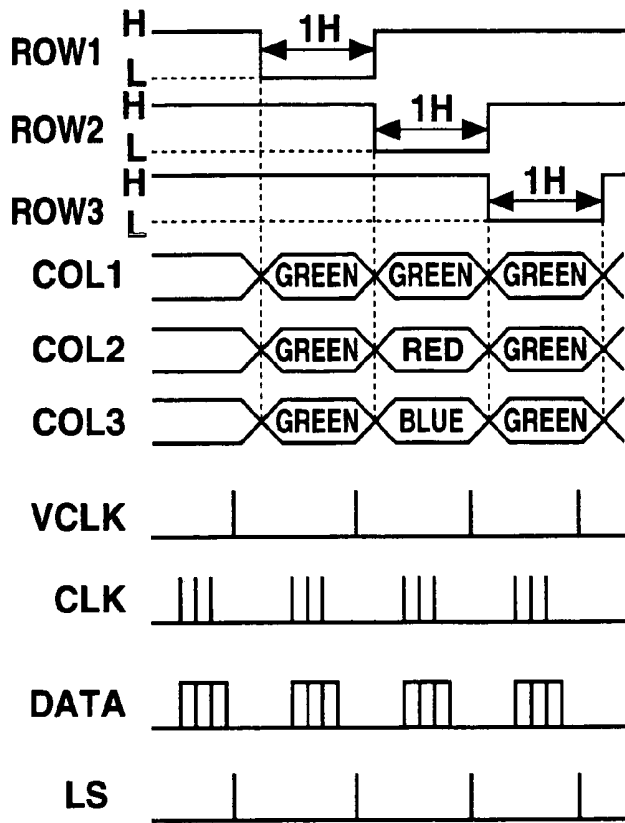 H
ROW1
1H
L
H
ROW2
1H
L
H
ROW3
1H
L
COL1 GREEN GREEN GREEN
COL2 GREEN RED GREEN
COL3 GREEN BLUE GREEN
VCLK
CLK
DATA
LS